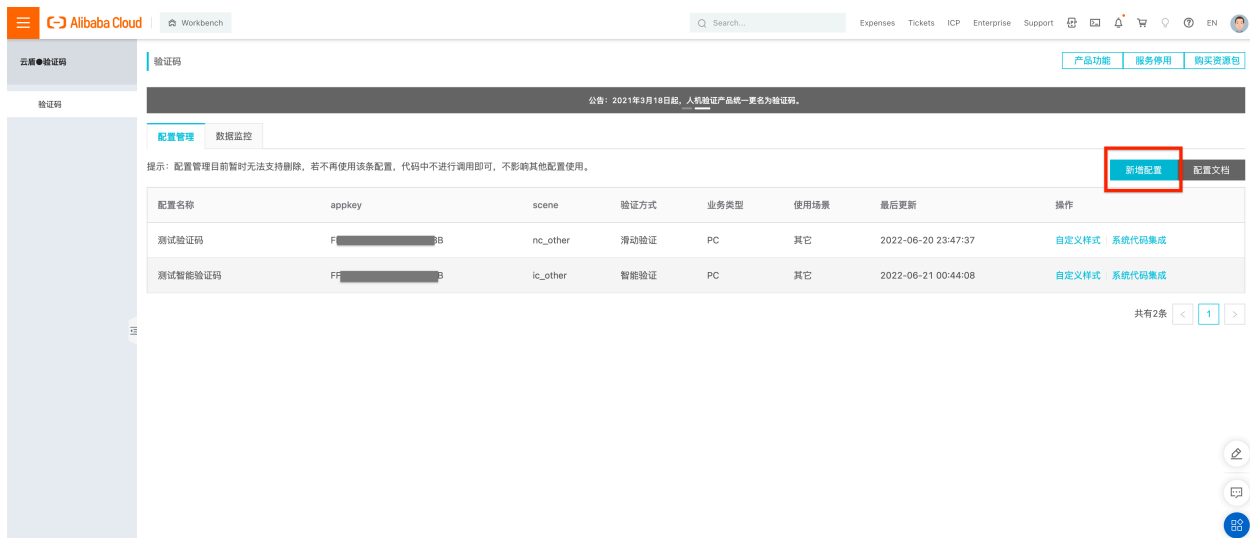 Alibaba Cloud Workbench Search... Expenses Tickets ICP Enterprise Support EN
云盾●验证码
验证码 产品功能 服务停用 购买资源包
验证码
公告：2021年3月18日起，人机验证产品统一更名为验证码。
配置管理 数据监控
提示：配置管理目前暂时无法支持删除，若不再使用该条配置，代码中不进行调用即可，不影响其他配置使用。
新增配置 配置文档
配置名称 appkey scene 验证方式 业务类型 使用场景 最后更新 操作
测试验证码 F 3B nc_other 滑动验证 PC 其它 2022-06-20 23:47:37 自定义样式 系统代码集成
测试智能验证码 FF B ic_other 智能验证 PC 其它 2022-06-21 00:44:08 自定义样式 系统代码集成
共有2条 < 1 >